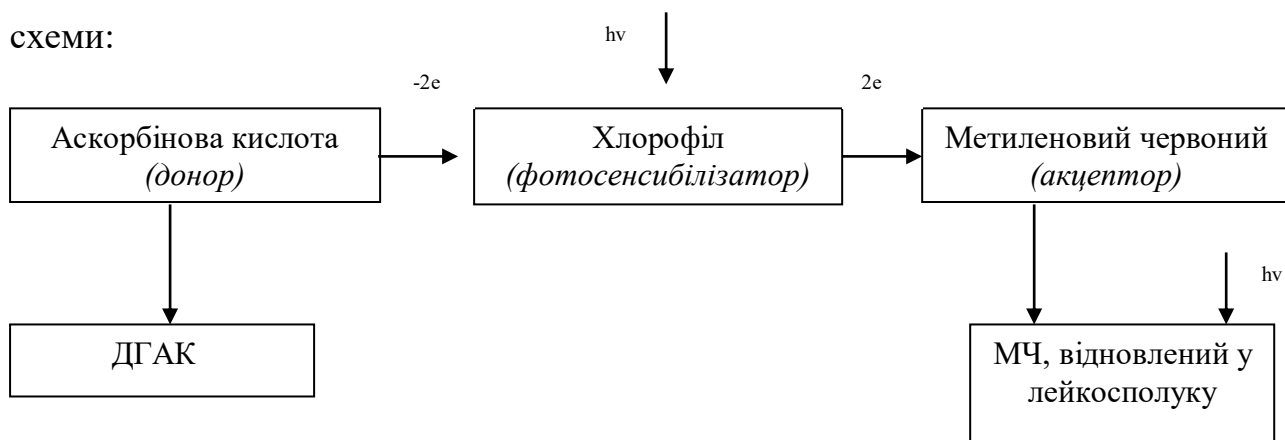 схеми:
hv
-2e
2e
Аскорбінова кислота
(донор)
Хлорофіл
(фотосенсибілізатор)
Метиленовий червоний
(акцептор)
hv
ДГАК
МЧ, відновлений у
лейкосполуку